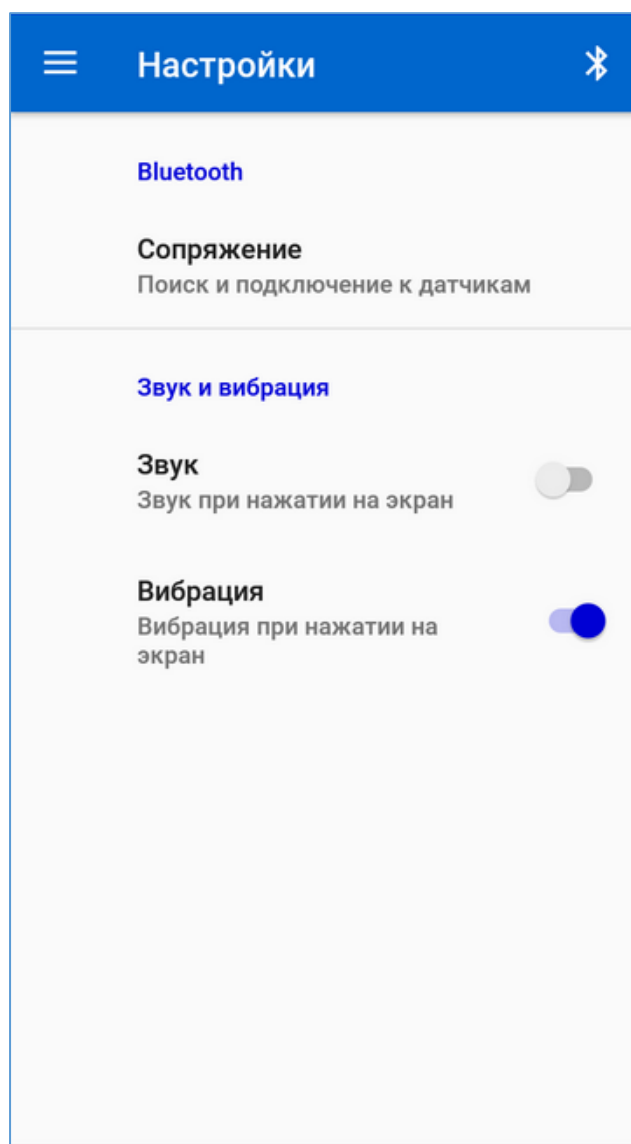 Настройки
Bluetooth
Сопряжение
Поиск и подключение к датчикам
Звук и вибрация
Звук
Звук при нажатии на экран
Вибрация
Вибрация при нажатии на
экран